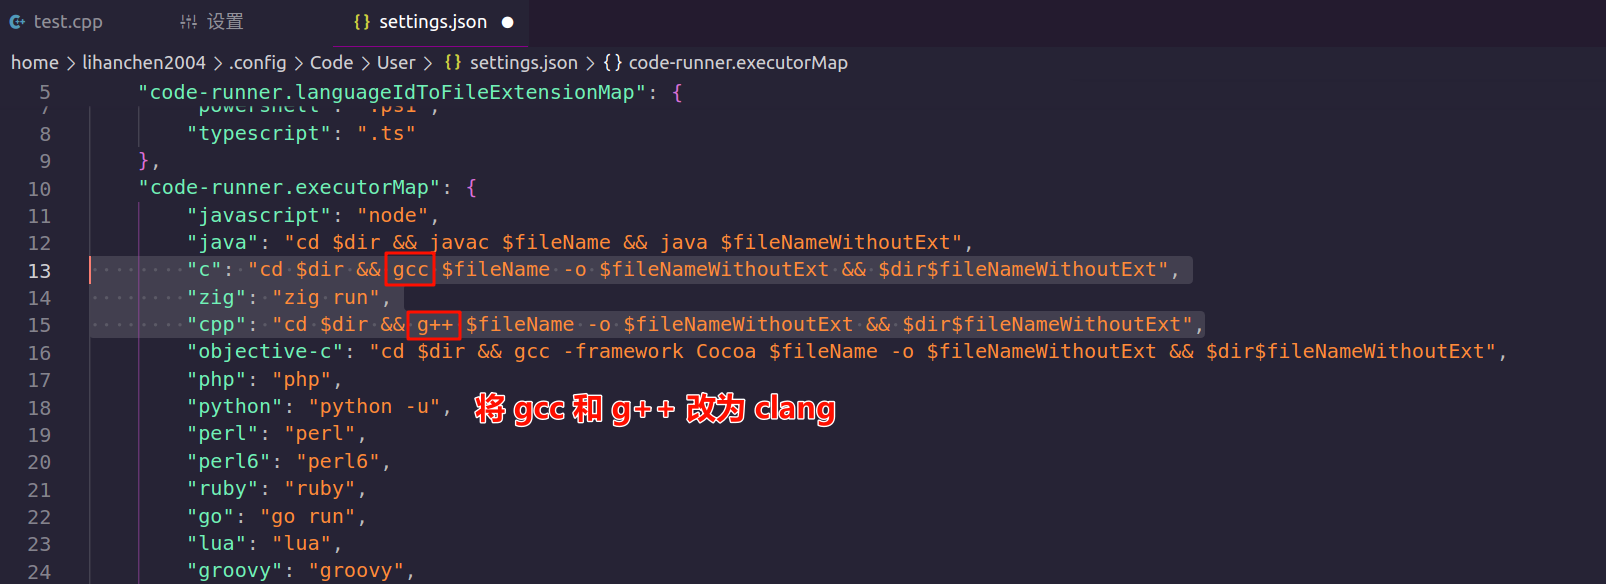 test.cpp 设置 {} settings.json ●
home > lihanchen2004 > .config > Code > User > {} settings.json > {} code-runner.executorMap
5 "code-runner.languageIdToFileExtensionMap": {
7 "powershell": ".ps1",
8 "typescript": ".ts"
9 },
10 "code-runner.executorMap": {
11 "javascript": "node",
12 "java": "cd $dir && javac $fileName && java $fileNameWithoutExt",
13 "c": "cd $dir && gcc $fileName -o $fileNameWithoutExt && $dir$fileNameWithoutExt",
14 "zig": "zig run",
15 "cpp": "cd $dir && g++ $fileName -o $fileNameWithoutExt && $dir$fileNameWithoutExt",
16 "objective-c": "cd $dir && gcc -framework Cocoa $fileName -o $fileNameWithoutExt && $dir$fileNameWithoutExt",
17 "php": "php",
18 "python": "python -u", 将 gcc 和 g++ 改为 clang
19 "perl": "perl",
20 "perl6": "perl6",
21 "ruby": "ruby",
22 "go": "go run",
23 "lua": "lua",
24 "groovy": "groovy",